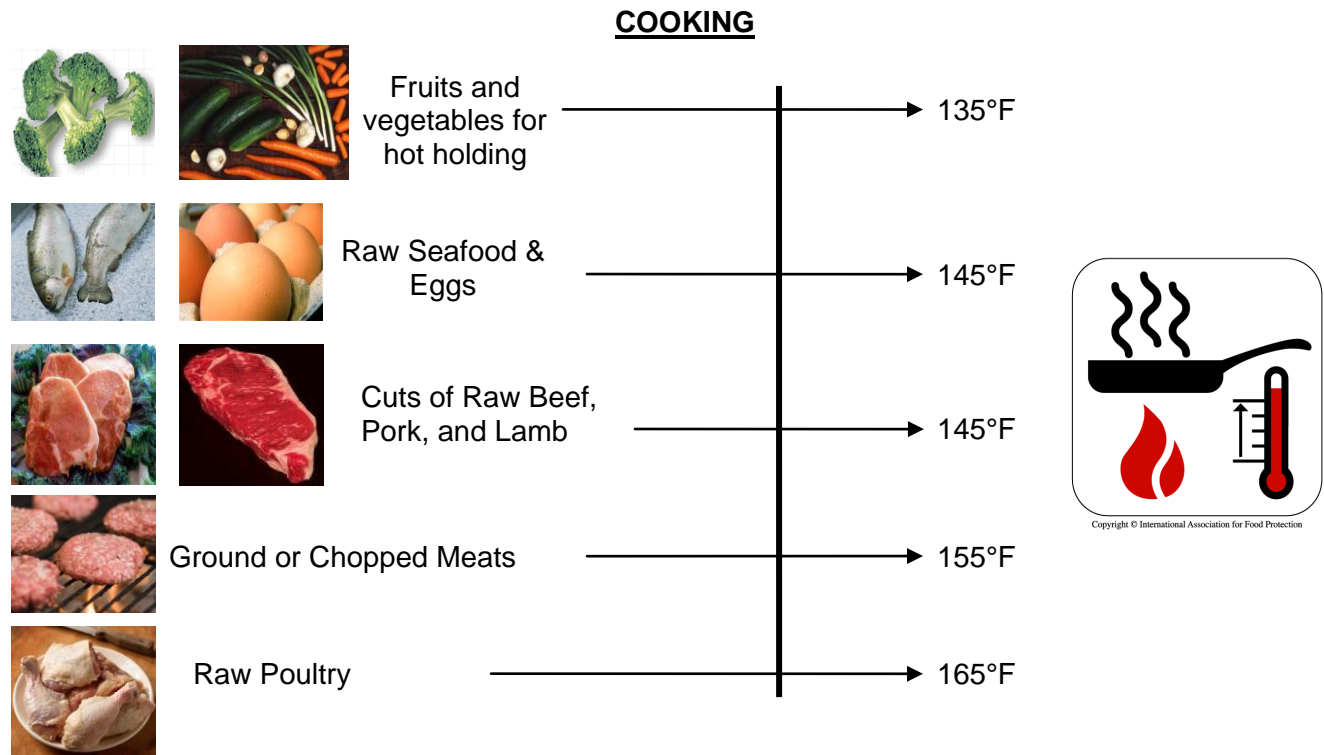 COOKING
Fruits and
vegetables for
hot holding
135°F
Raw Seafood &
Eggs
145°F
Cuts of Raw Beef,
Pork, and Lamb
145°F
Ground or Chopped Meats
155°F
Raw Poultry
165°F
Copyright © International Association for Food Protection